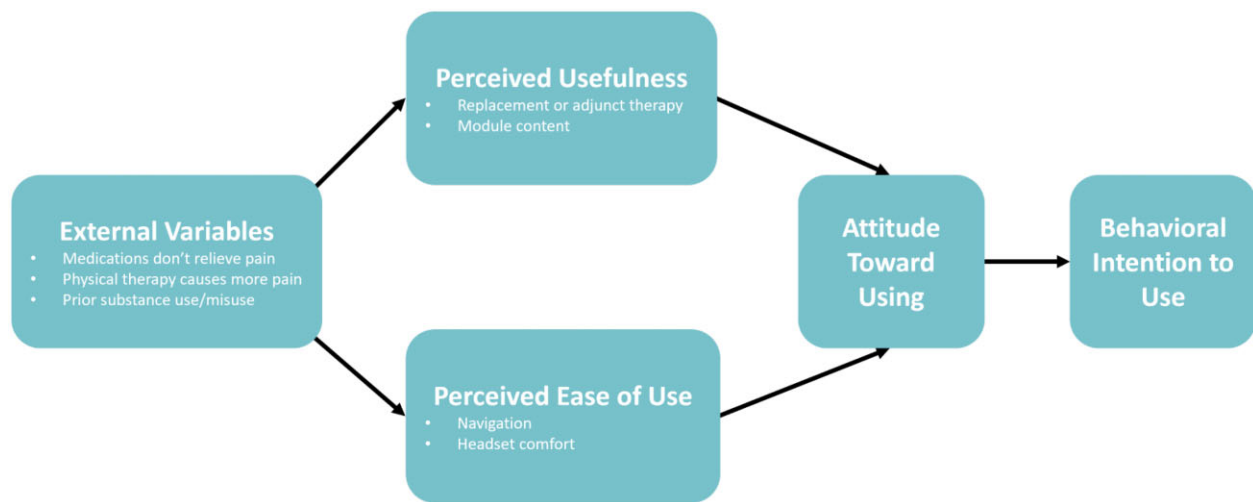 Perceived Usefulness
• Replacement or adjunct therapy
• Module content
External Variables
• Medications don't relieve pain
• Physical therapy causes more pain
• Prior substance use/misuse
Attitude
Toward
Using
Behavioral
Intention to
Use
Perceived Ease of Use
• Navigation
• Headset comfort